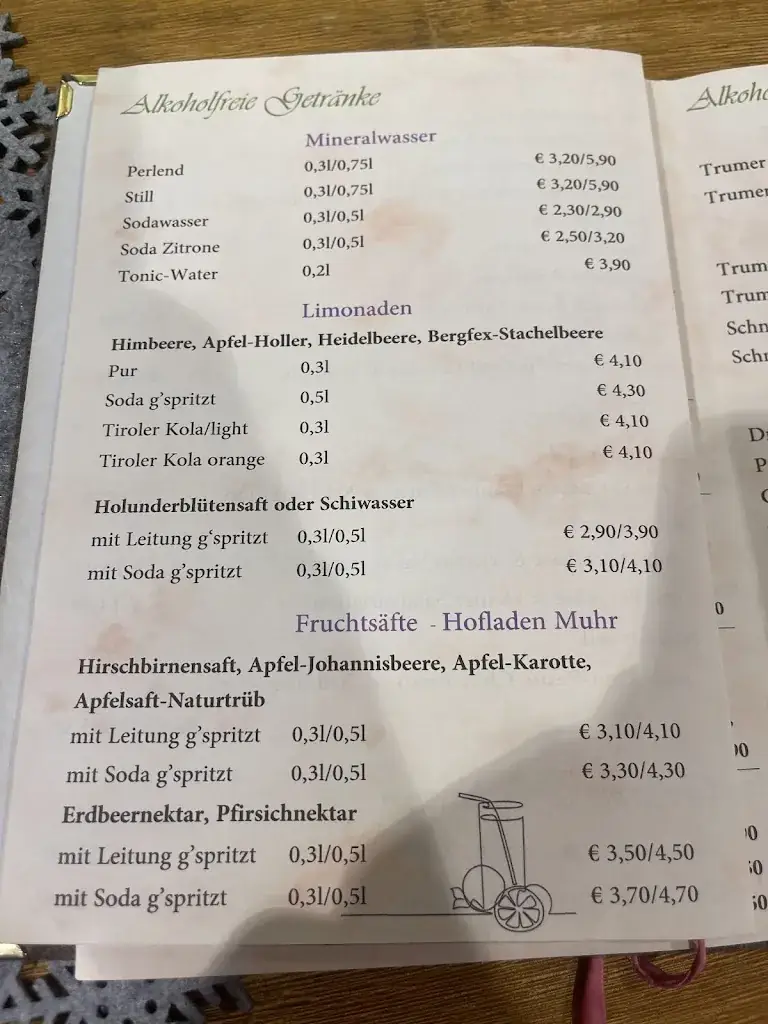 Alkoholfreie Getränke
Mineralwasser
Perlend 0,3l/0,75l € 3,20/5,90
Still 0,3l/0,75l € 3,20/5,90
Sodawasser 0,3l/0,5l € 2,30/2,90
Soda Zitrone 0,3l/0,5l € 2,50/3,20
Tonic-Water 0,2l € 3,90
Limonaden
Himbeere, Apfel-Holler, Heidelbeere, Bergfex-Stachelbeere
Pur 0,3l € 4,10
Soda g’spritzt 0,5l € 4,30
Tiroler Kola/light 0,3l € 4,10
Tiroler Kola orange 0,3l € 4,10
Holunderblütensaft oder Schiwasser
mit Leitung g‘spritzt 0,3l/0,5l € 2,90/3,90
mit Soda g’spritzt 0,3l/0,5l € 3,10/4,10
Fruchtsäfte - Hofladen Muhr
Hirschbirnensaft, Apfel-Johannisbeere, Apfel-Karotte,
Apfelsaft-Naturtrüb
mit Leitung g’spritzt 0,3l/0,5l € 3,10/4,10
mit Soda g’spritzt 0,3l/0,5l € 3,30/4,30
Erdbeernektar, Pfirsichnektar
mit Leitung g’spritzt 0,3l/0,5l € 3,50/4,50
mit Soda g’spritzt 0,3l/0,5l € 3,70/4,70
Trumer